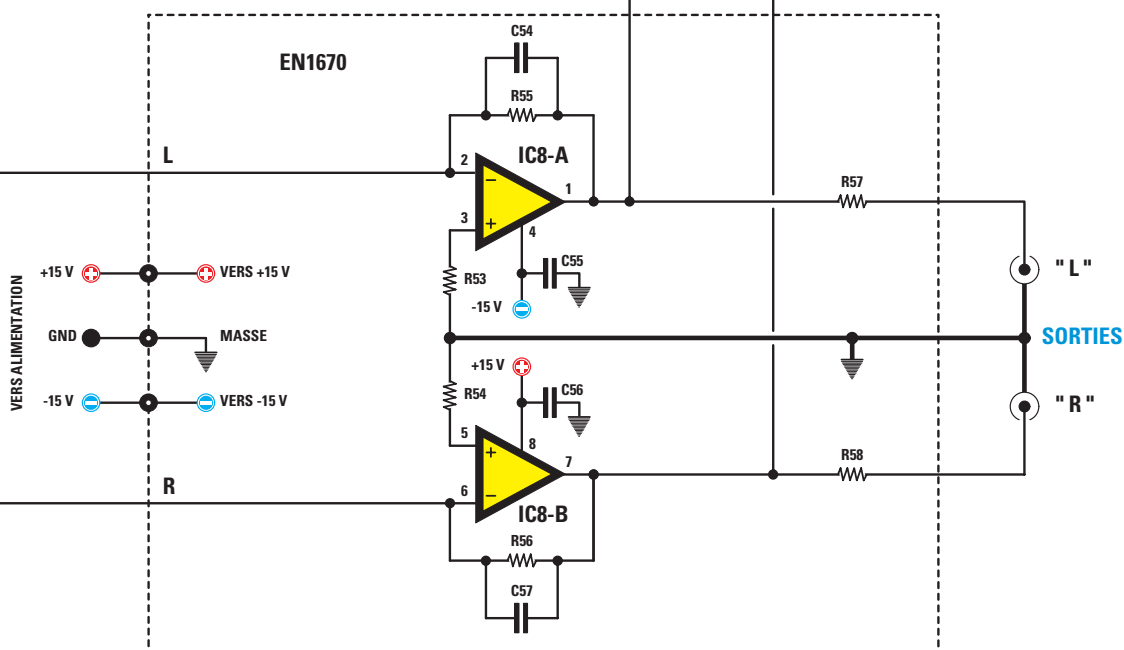 C54
EN1670
R55
L
IC8-A
2
1
R57
3
4
R53
C55
"L"
+15 V
VERS +15 V
-15 V
VERS ALIMENTATION
GND
MASSE
SORTIES
+15 V
R54
C56
-15 V
VERS -15 V
"R"
5
8
7
R58
R
6
IC8-B
R56
C57